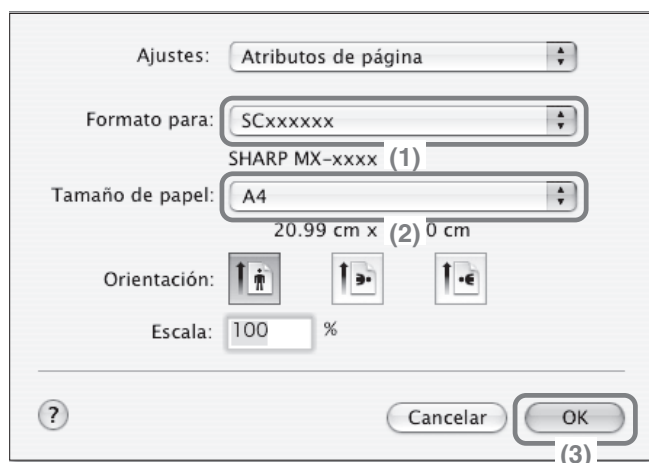 Ajustes: Atributos de página
Formato para: SCxxxxxx
SHARP MX-xxxx (1)
Tamaño de papel: A4
20.99 cm x (2) 0 cm
Orientación:
Escala: 100 %
? Cancelar OK
(3)